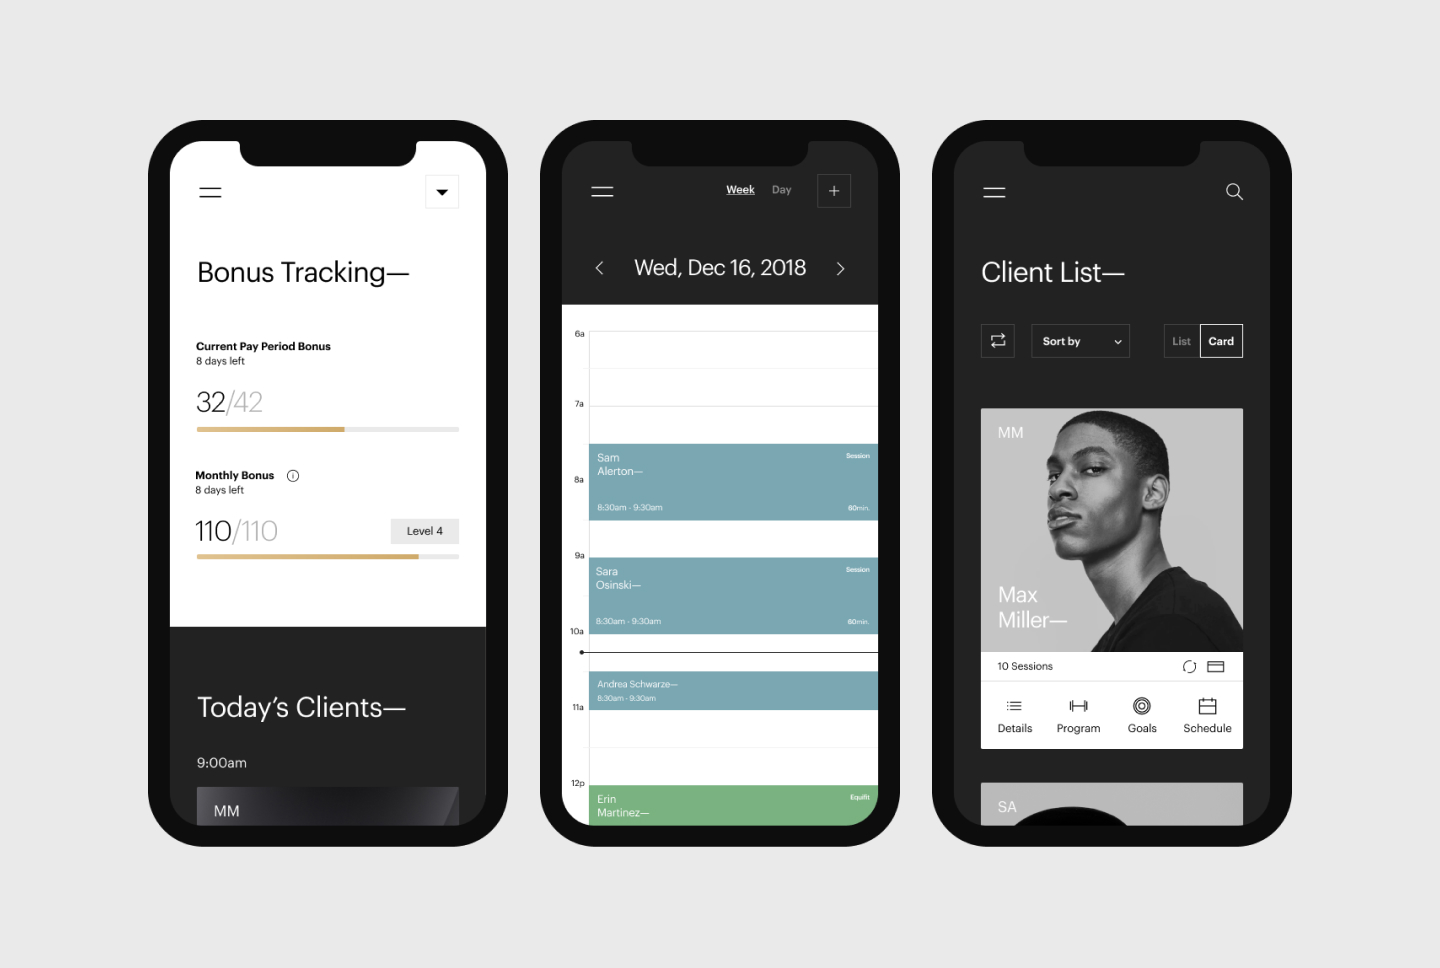 Bonus Tracking—
Current Pay Period Bonus
8 days left
32/42
Monthly Bonus
8 days left
110/110
Level 4
Today’s Clients—
9:00am
MM
Week Day
Wed, Dec 16, 2018
6a
7a
Sam
Alerton—
Session
8a
8:30am - 9:30am
60min.
9a
Sara
Osinski—
Session
8:30am - 9:30am
60min.
10a
Andrea Schwarze—
8:30am - 9:30am
11a
12p
Erin
Martinez—
Equifit
Client List—
Sort by
List Card
MM
Max
Miller—
10 Sessions
Details Program Goals Schedule
SA